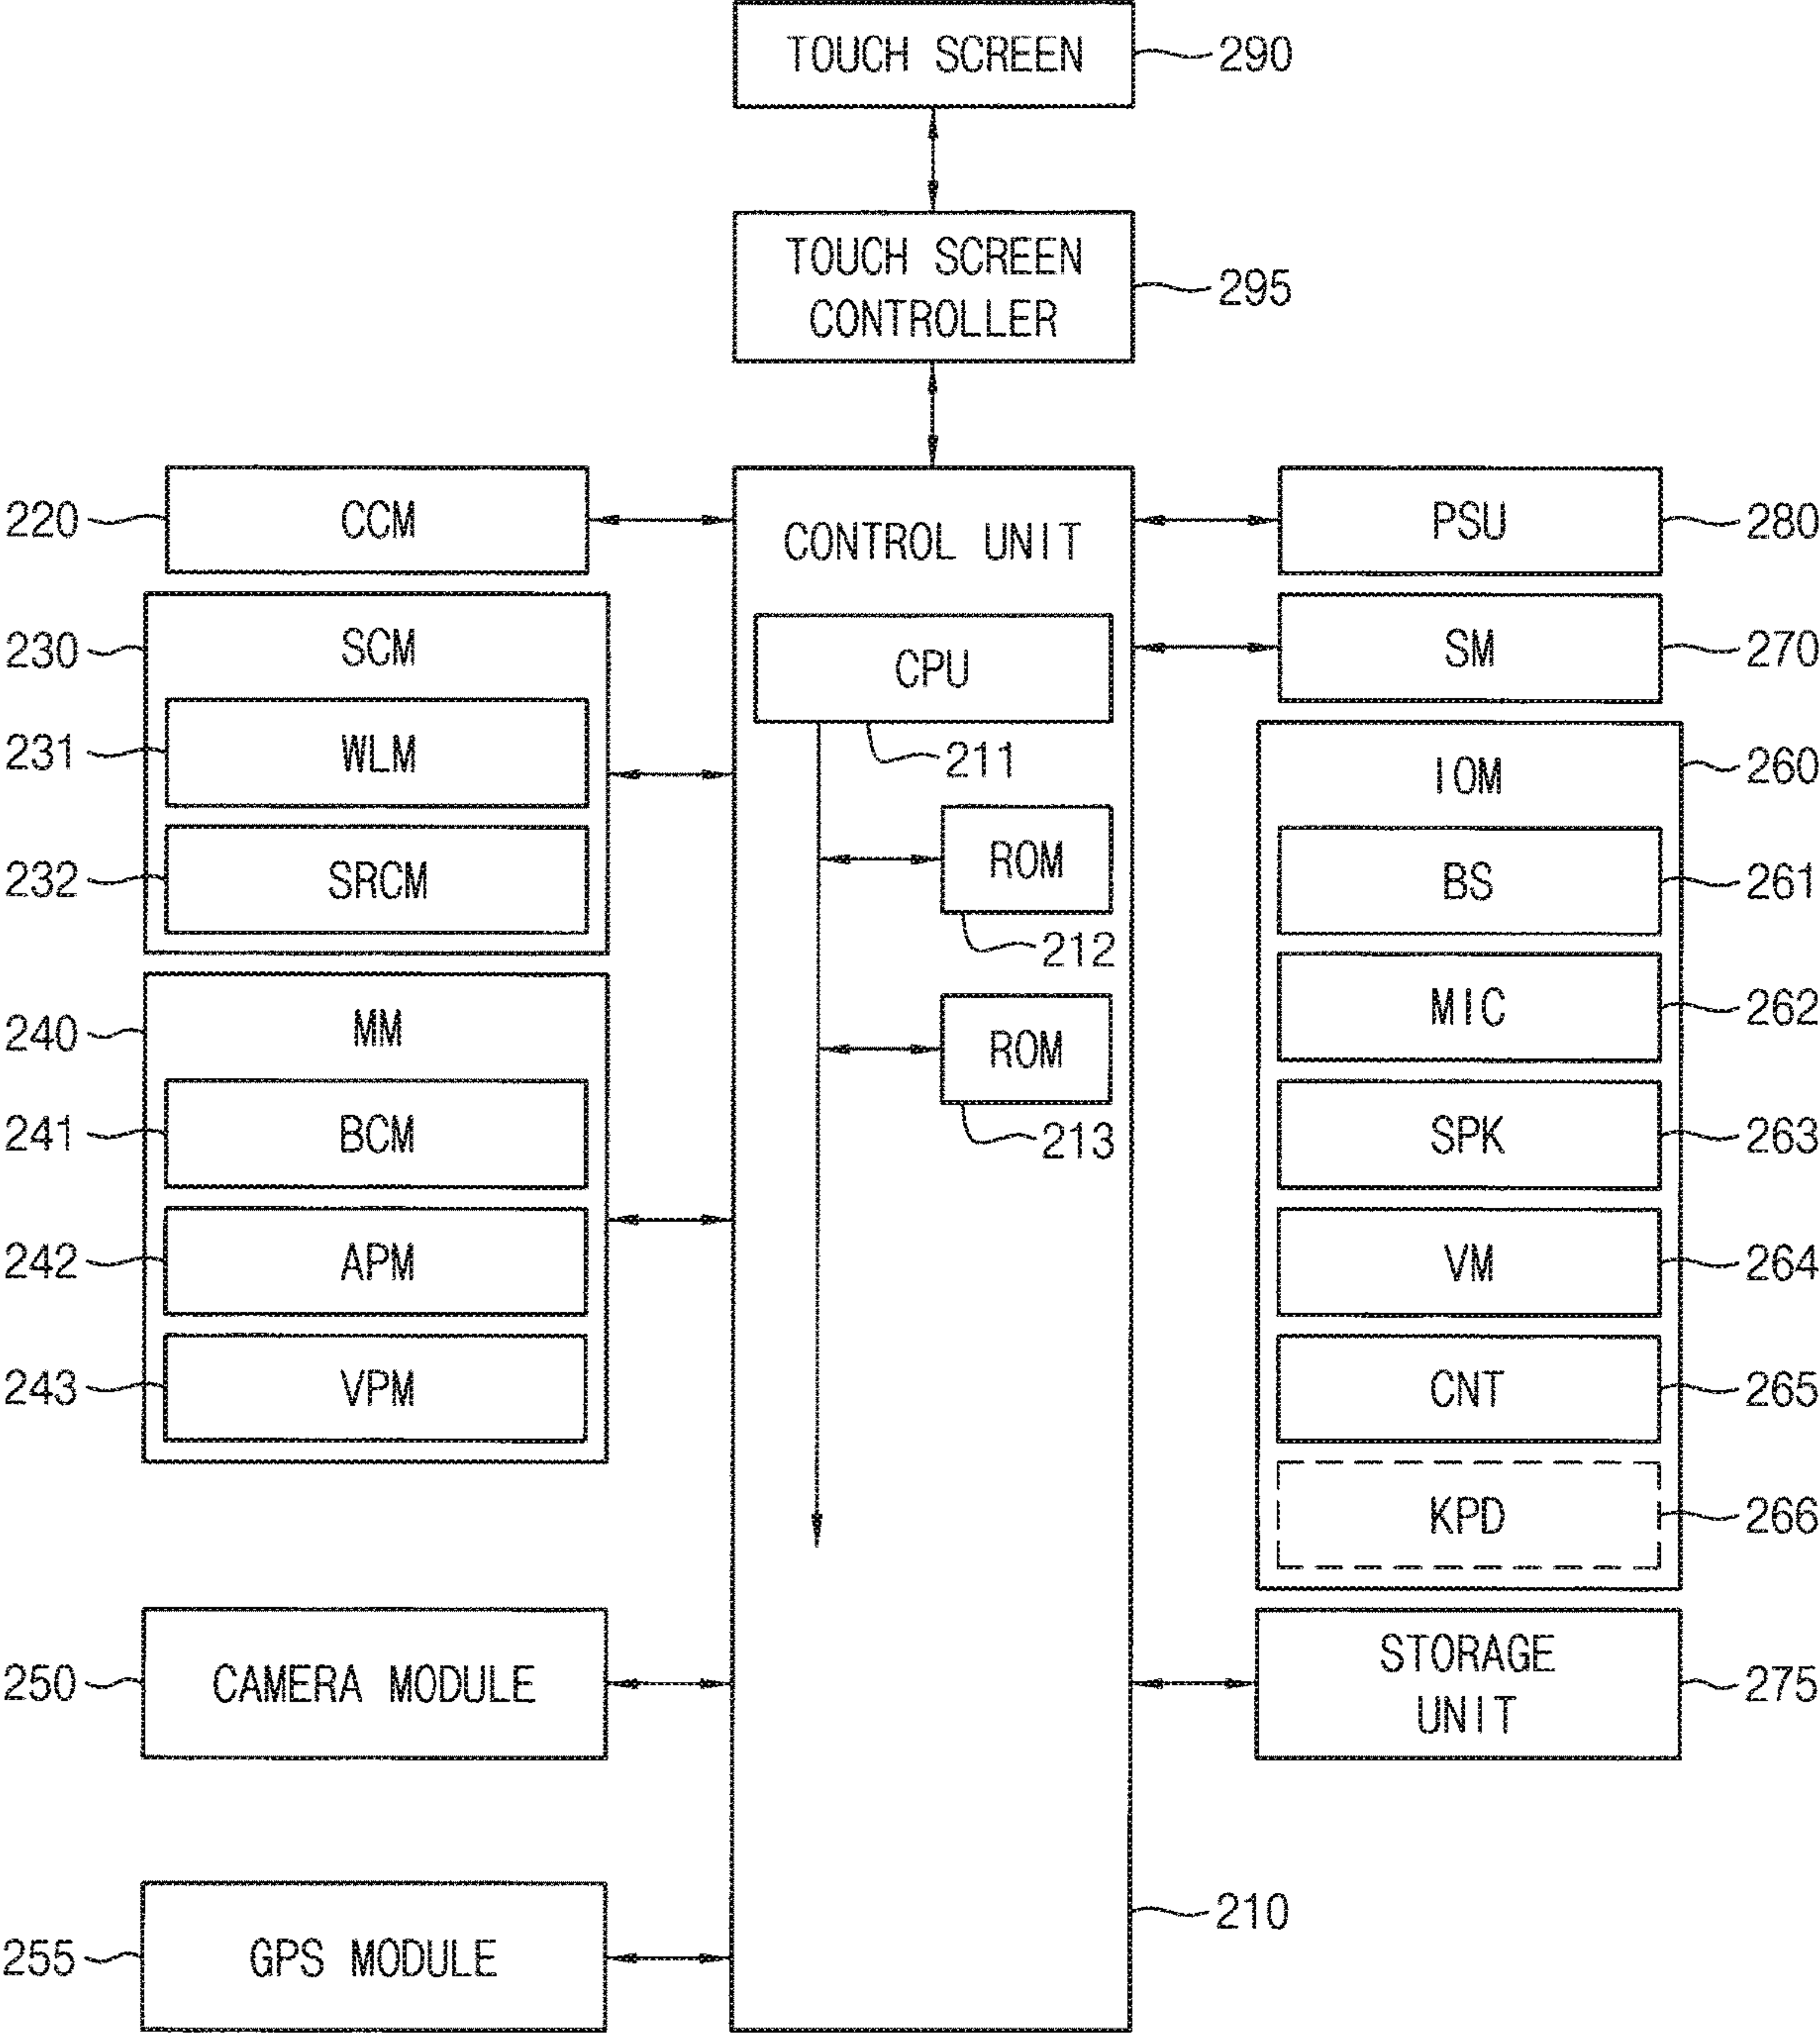 TOUCH SCREEN
290
TOUCH SCREEN
CONTROLLER
295
220
CCM
230
SCM
231
WLM
232
SRCM
240
MM
241
BCM
242
APM
243
VPM
250
CAMERA MODULE
255
GPS MODULE
CONTROL UNIT
CPU
211
ROM
212
ROM
213
210
PSU
280
SM
270
IOM
260
BS
261
MIC
262
SPK
263
VM
264
CNT
265
KPD
266
STORAGE
UNIT
275